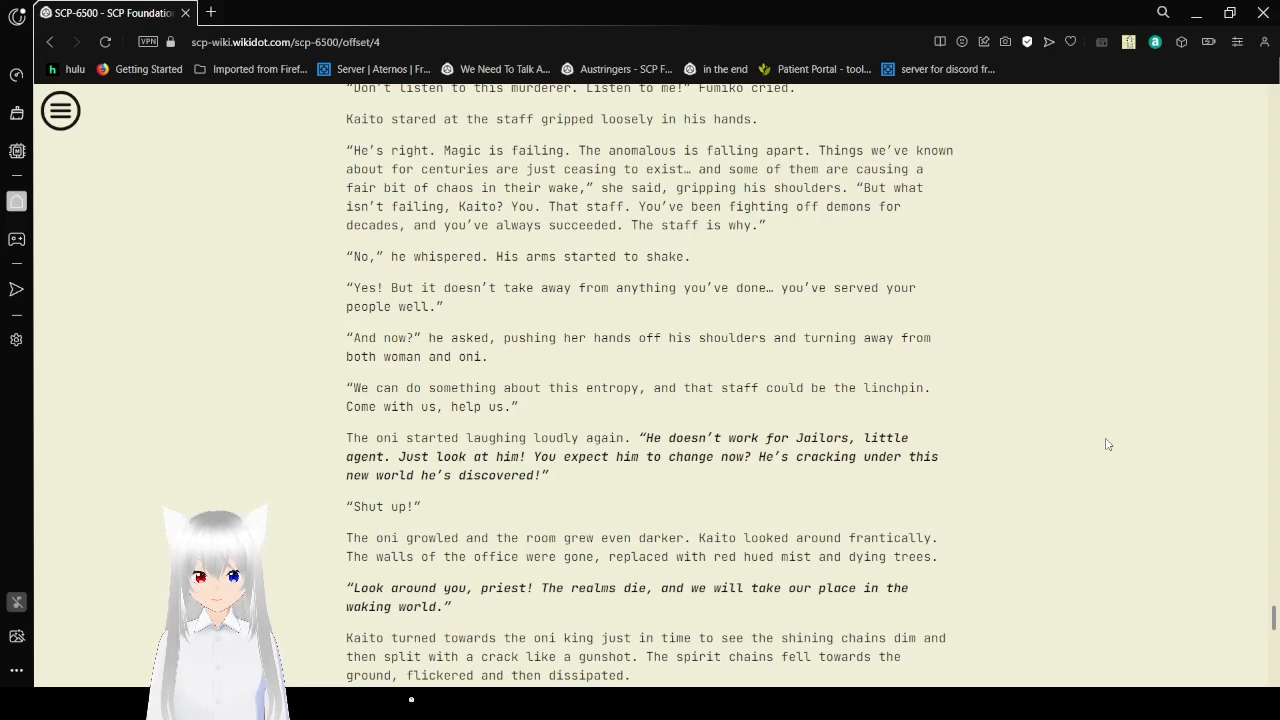 SCP-6500 - SCP Foundatio
VPN
scp-wiki.wikidot.com/scp-6500/offset/4
hulu
Getting Started
Imported from Firef...
Server | Aternos | Fr...
We Need To Talk A...
Austringers - SCP F...
in the end
Patient Portal - tool...
server for discord fr...
“Don’t listen to this murderer. Listen to me!” Fumiko cried.
Kaito stared at the staff gripped loosely in his hands.
“He’s right. Magic is failing. The anomalous is falling apart. Things we’ve known
about for centuries are just ceasing to exist… and some of them are causing a
fair bit of chaos in their wake,” she said, gripping his shoulders. “But what
isn’t failing, Kaito? You. That staff. You’ve been fighting off demons for
decades, and you’ve always succeeded. The staff is why.”
“No,” he whispered. His arms started to shake.
“Yes! But it doesn’t take away from anything you’ve done… you’ve served your
people well.”
“And now?” he asked, pushing her hands off his shoulders and turning away from
both woman and oni.
“We can do something about this entropy, and that staff could be the linchpin.
Come with us, help us.”
The oni started laughing loudly again. “He doesn’t work for Jailors, little
agent. Just look at him! You expect him to change now? He’s cracking under this
new world he’s discovered!”
“Shut up!”
The oni growled and the room grew even darker. Kaito looked around frantically.
The walls of the office were gone, replaced with red hued mist and dying trees.
“Look around you, priest! The realms die, and we will take our place in the
waking world.”
Kaito turned towards the oni king just in time to see the shining chains dim and
then split with a crack like a gunshot. The spirit chains fell towards the
ground, flickered and then dissipated.